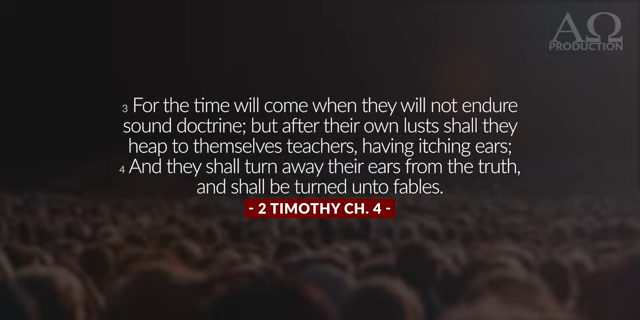 ΑΩ
PRODUCTION
3 For the time will come when they will not endure
sound doctrine; but after their own lusts shall they
heap to themselves teachers, having itching ears;
4 And they shall turn away their ears from the truth,
and shall be turned unto fables.
- 2 TIMOTHY CH. 4 -